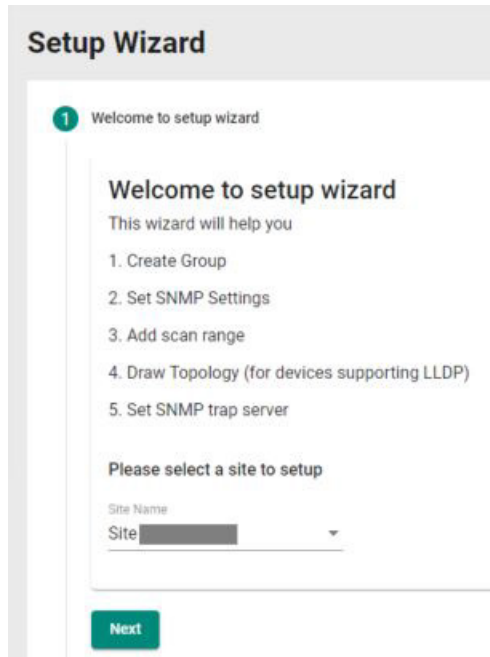 Setup Wizard
1 Welcome to setup wizard
Welcome to setup wizard
This wizard will help you
1. Create Group
2. Set SNMP Settings
3. Add scan range
4. Draw Topology (for devices supporting LLDP)
5. Set SNMP trap server
Please select a site to setup
Site Name
Site
Next